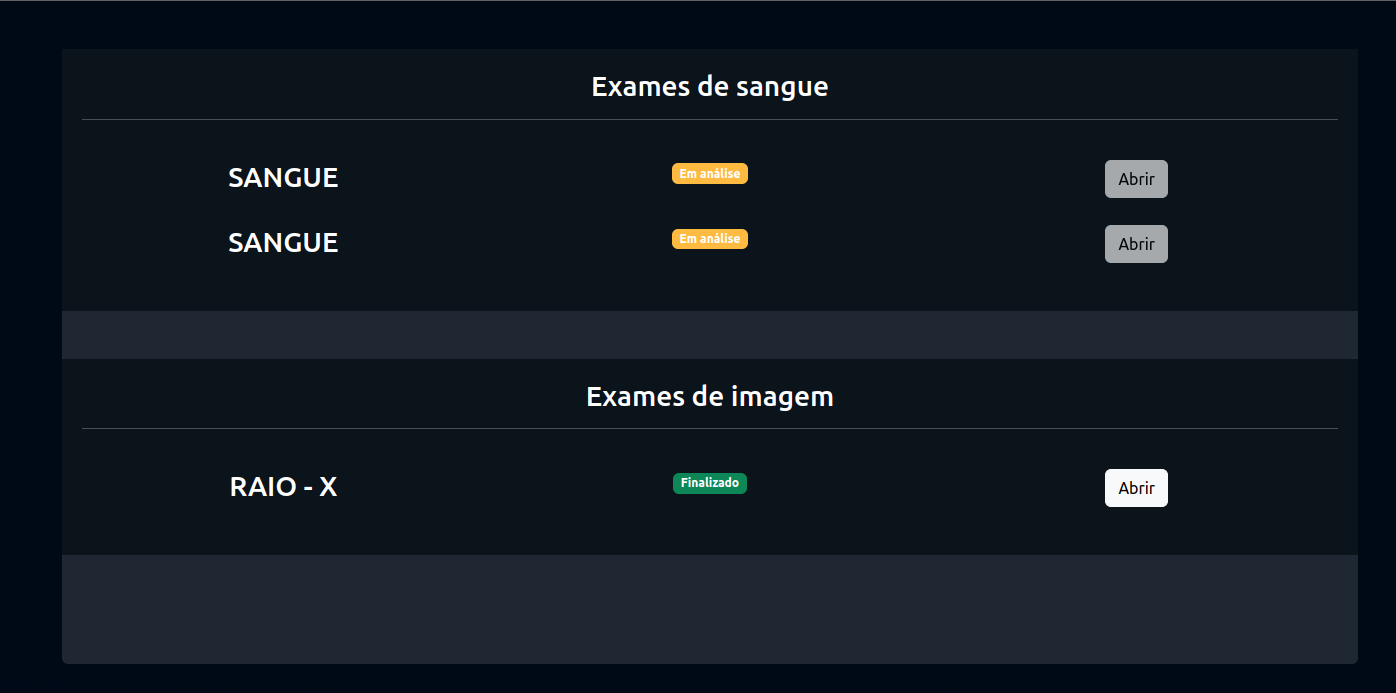 Exames de sangue
SANGUE Em análise Abrir
SANGUE Em análise Abrir
Exames de imagem
RAIO - X Finalizado Abrir